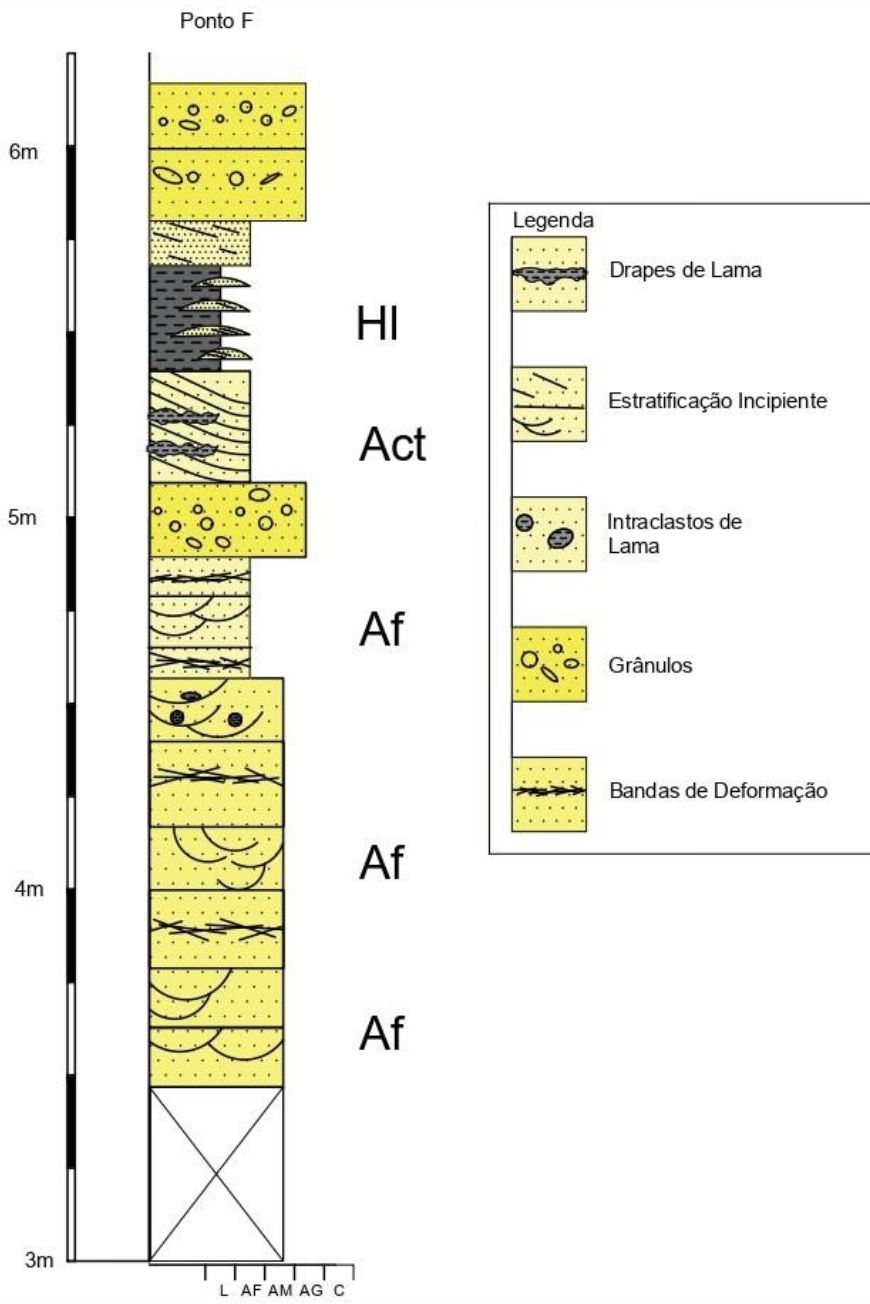 Ponto F
6m
5m
4m
3m
Hl
Act
Af
Af
Af
L AF AM AG C
Legenda
Drapes de Lama
Estratificação Incipiente
Intraclastos de
Lama
Grânulos
Bandas de Deformação